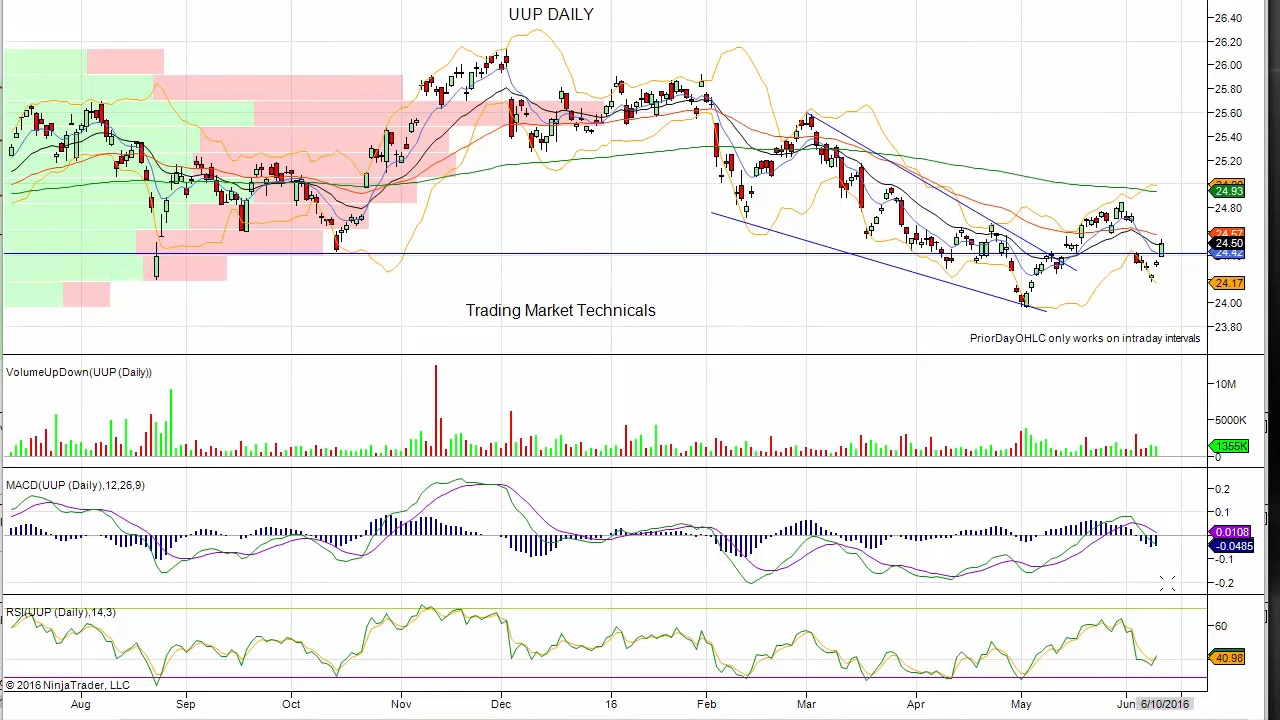 UUP DAILY
26.40
26.20
26.00
25.80
25.60
25.40
25.20
24.93
24.80
24.57
24.50
24.42
24.17
24.00
23.80
Trading Market Technicals
PriorDayOHLC only works on intraday intervals
VolumeUpDown(UUP (Daily))
10M
5000K
1355K
0
MACD(UUP (Daily),12,26,9)
0.2
0.1
0.0108
-0.0485
-0.1
-0.2
RSI(UUP (Daily),14,3)
60
40.98
© 2016 NinjaTrader, LLC
Aug Sep Oct Nov Dec 16 Feb Mar Apr May Jun 6/10/2016